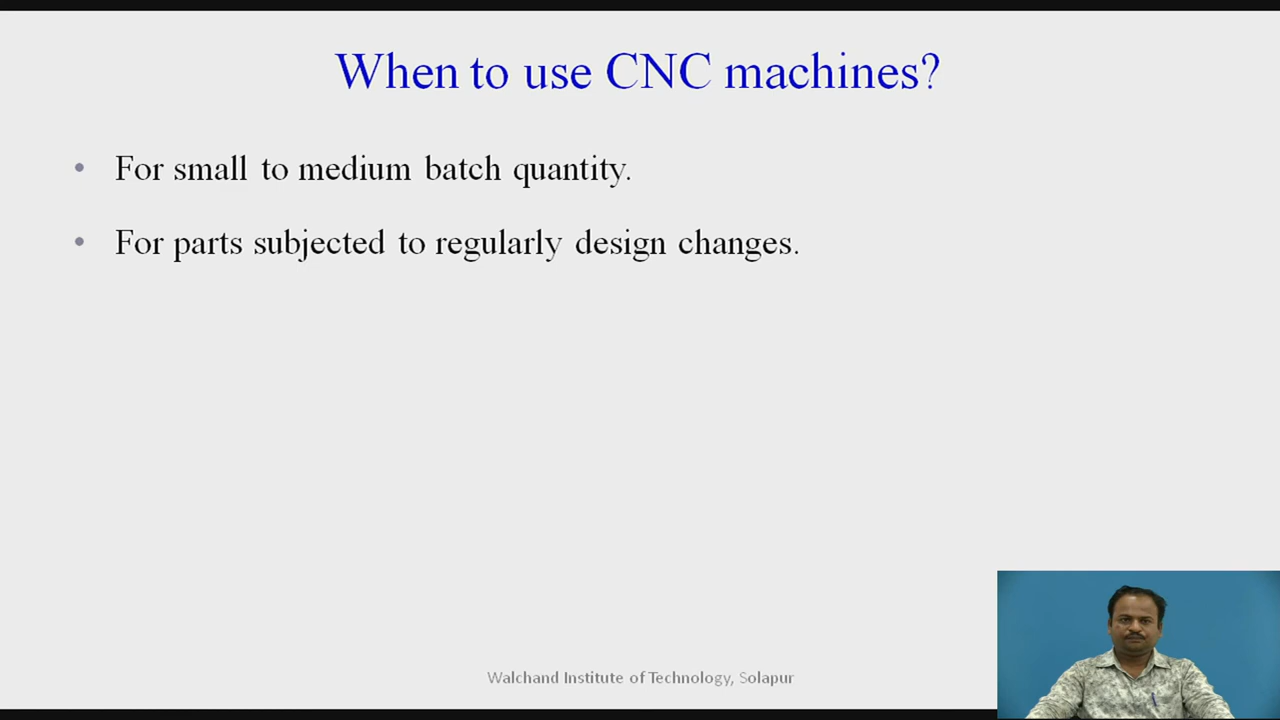 When to use CNC machines?
• For small to medium batch quantity.
• For parts subjected to regularly design changes.
Walchand Institute of Technology, Solapur